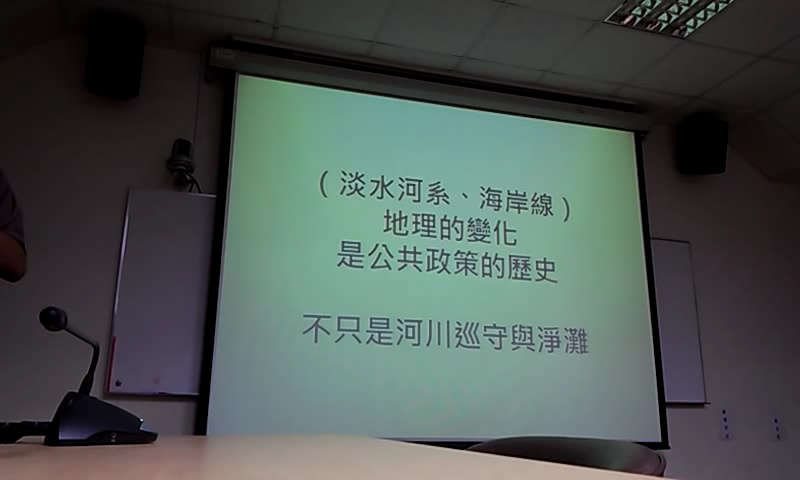 （淡水河系、海岸線）
地理的變化
是公共政策的歷史
不只是河川巡守與淨灘